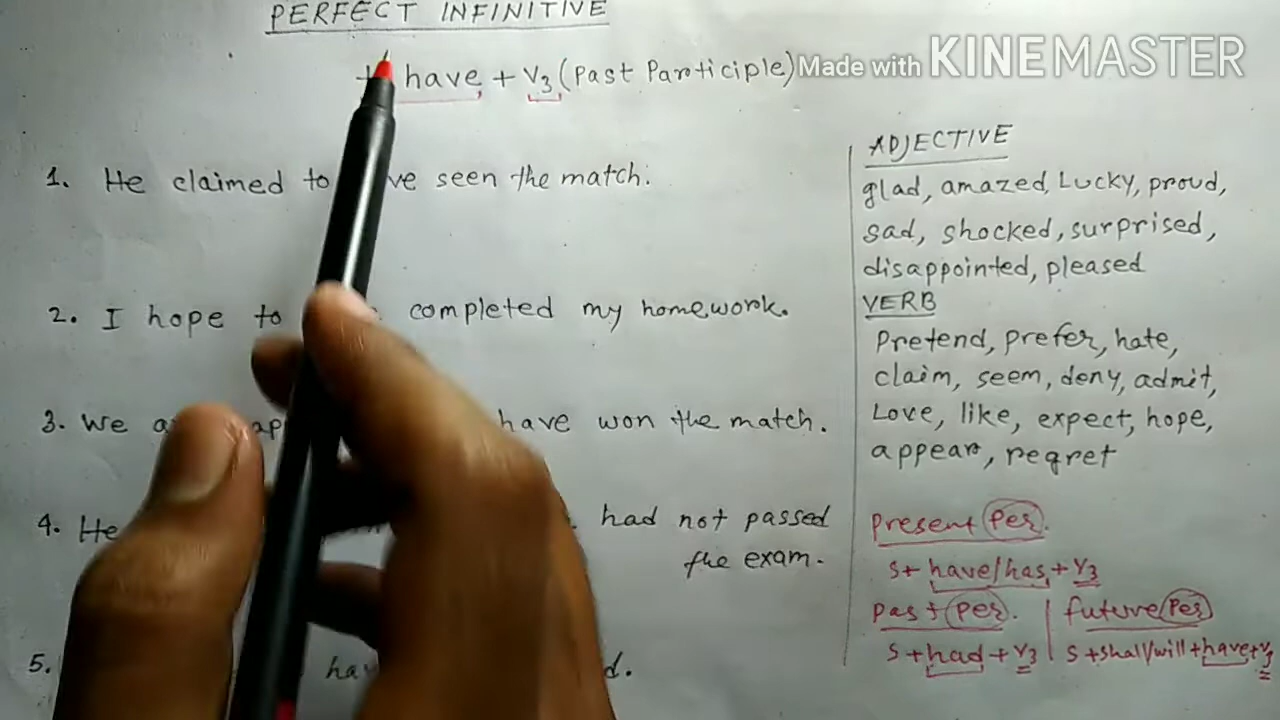 PERFECT INFINITIVE
have + V3 (Past Participle)
Made with KINEMASTER
1. He claimed to ve seen the match.
2. I hope to completed my homework.
3. We have won the match.
4. He had not passed
the exam.
5.
ADJECTIVE
glad, amazed, Lucky, proud,
sad, shocked, surprised,
disappointed, pleased
VERB
Pretend, prefer, hate,
claim, seem, deny, admit,
Love, like, expect, hope,
appear, regret
Present Per.
S + have/has + V3
Past Per.
S + had + V3
future Per
S + shall/will + have + V3